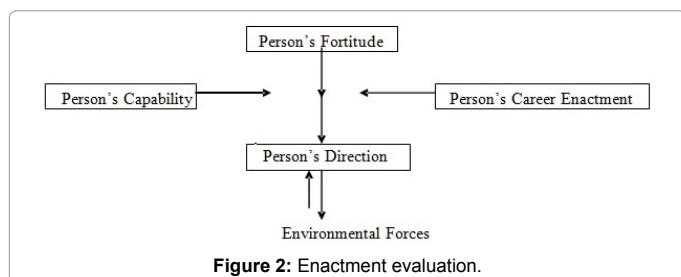 Person's Fortitude
Person's Capability
Person's Career Enactment
Person's Direction
Environmental Forces
Figure 2: Enactment evaluation.